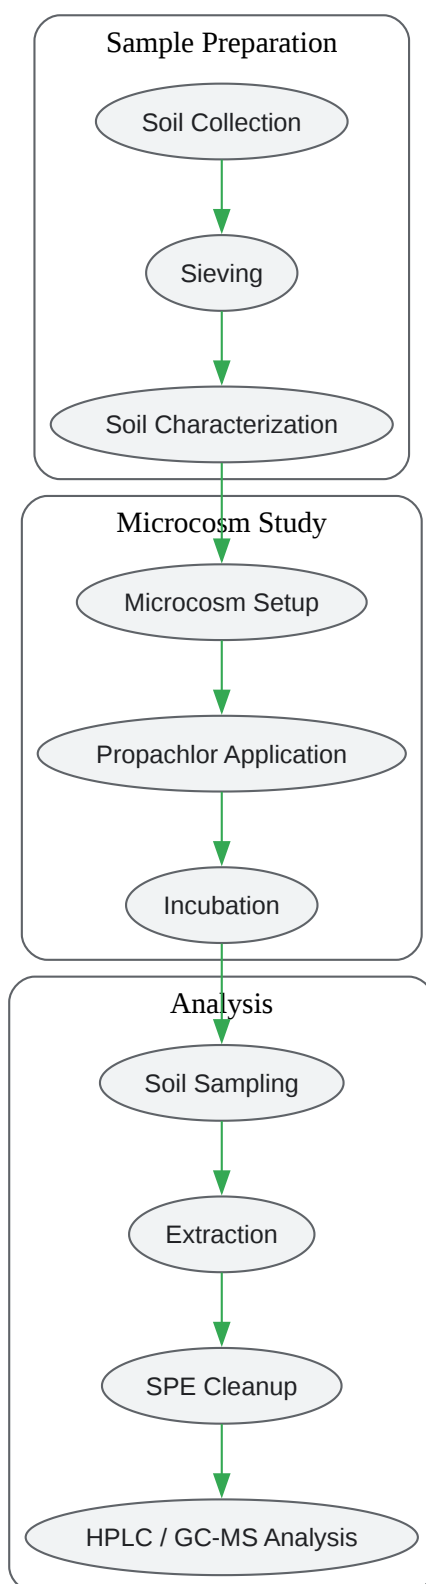 Sample Preparation
Soil Collection
Sieving
Soil Characterization
Microcosm Study
Microcosm Setup
Propachlor Application
Incubation
Analysis
Soil Sampling
Extraction
SPE Cleanup
HPLC / GC-MS Analysis